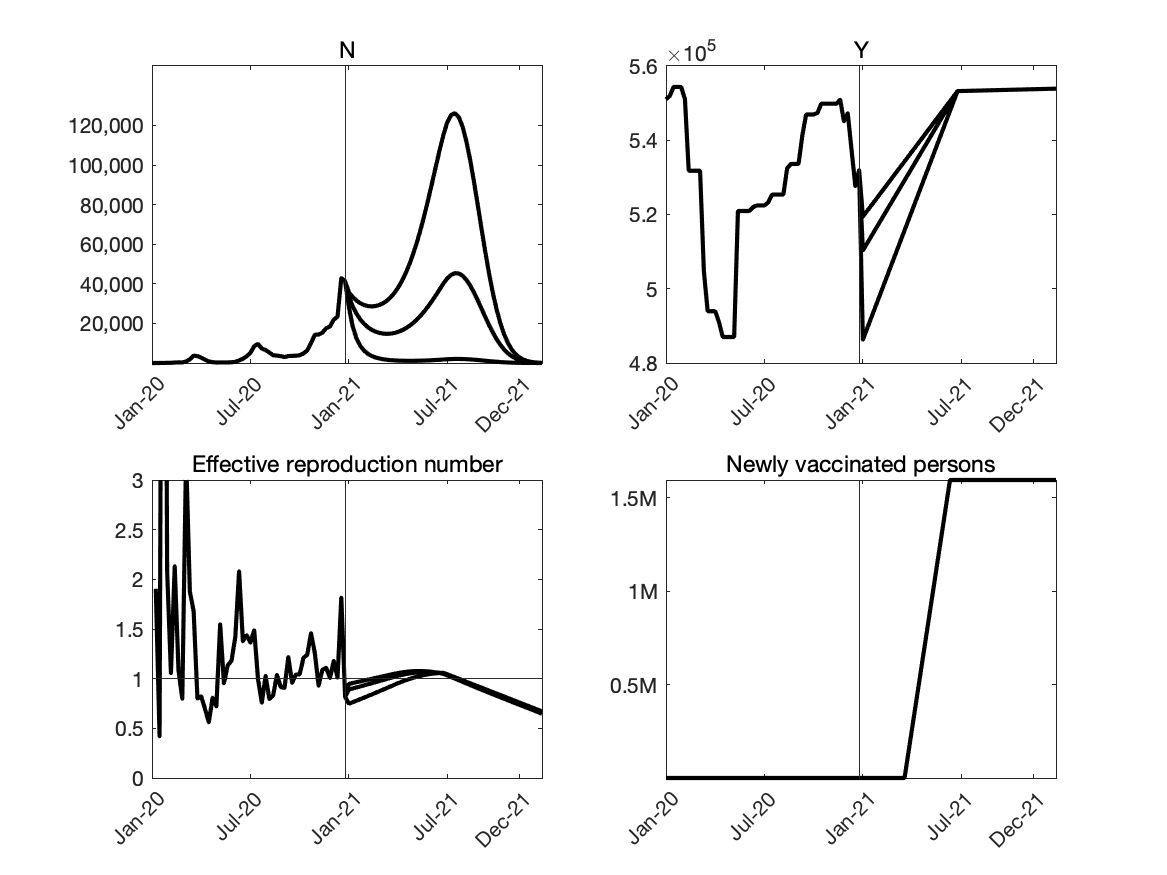 N
120,000
100,000
80,000
60,000
40,000
20,000
Jan-20
Jul-20
Jan-21
Jul-21
Dec-21
Y
×10⁵
5.6
5.4
5.2
5
4.8
Jan-20
Jul-20
Jan-21
Jul-21
Dec-21
Effective reproduction number
3
2.5
2
1.5
1
0.5
0
Jan-20
Jul-20
Jan-21
Jul-21
Dec-21
Newly vaccinated persons
1.5M
1M
0.5M
Jan-20
Jul-20
Jan-21
Jul-21
Dec-21